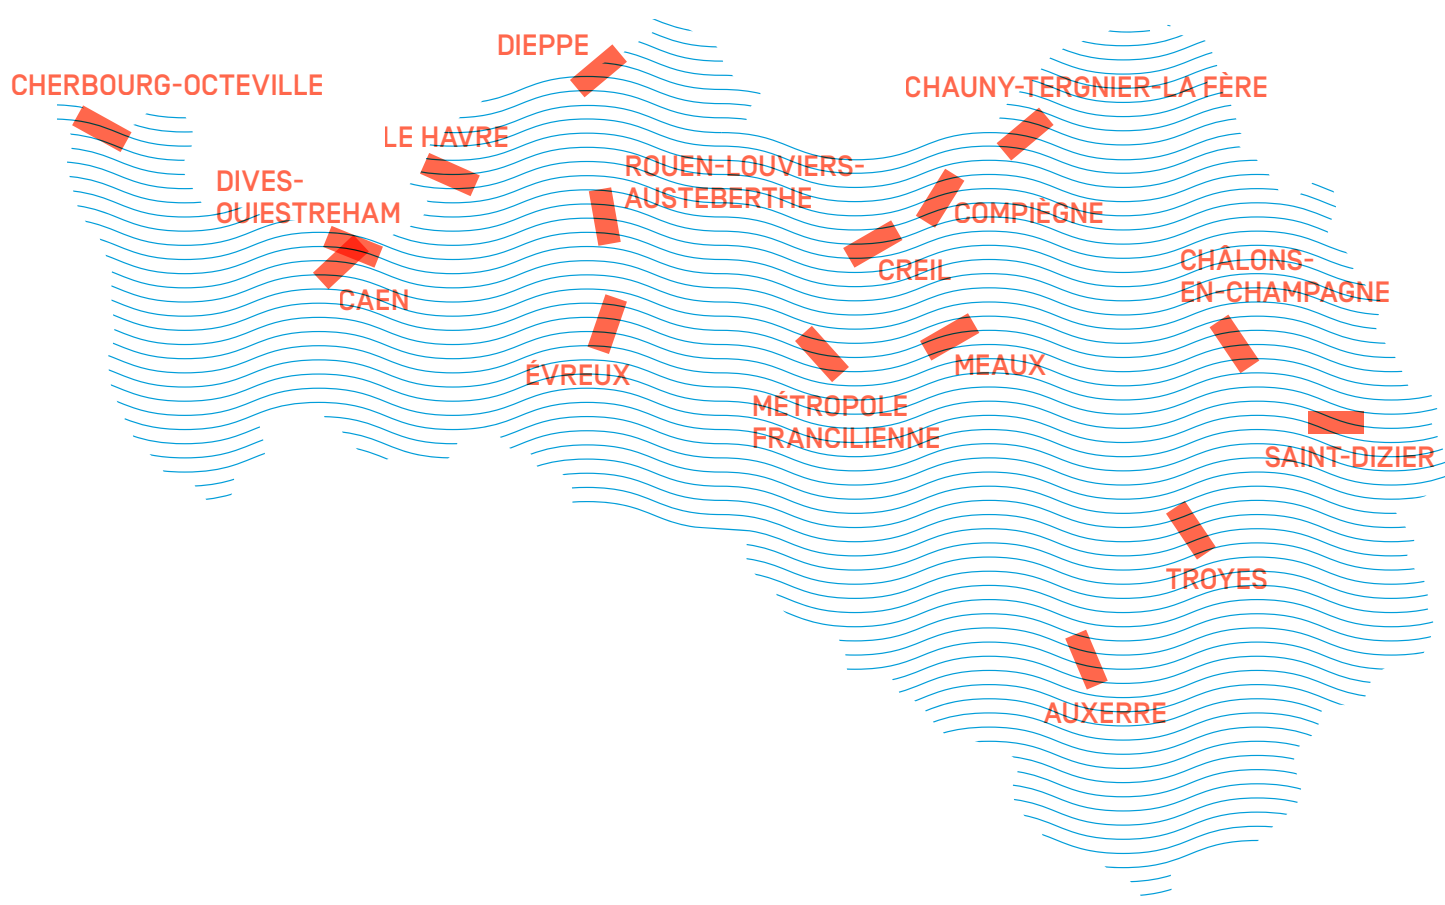 DIEPPE
CHERBOURG-OCTEVILLE
CHAUNY-TERGNIER-LA FÈRE
LE HAVRE
ROUEN-LOUVIERS-
AUSTEBERTHE
DIVES-
OUIESTREHAM
COMPIÈGNE
CREIL
CHÂLONS-
EN-CHAMPAGNE
CAEN
ÉVREUX
MEAUX
MÉTROPOLE
FRANCILIENNE
SAINT-DIZIER
TROYES
AUXERRE